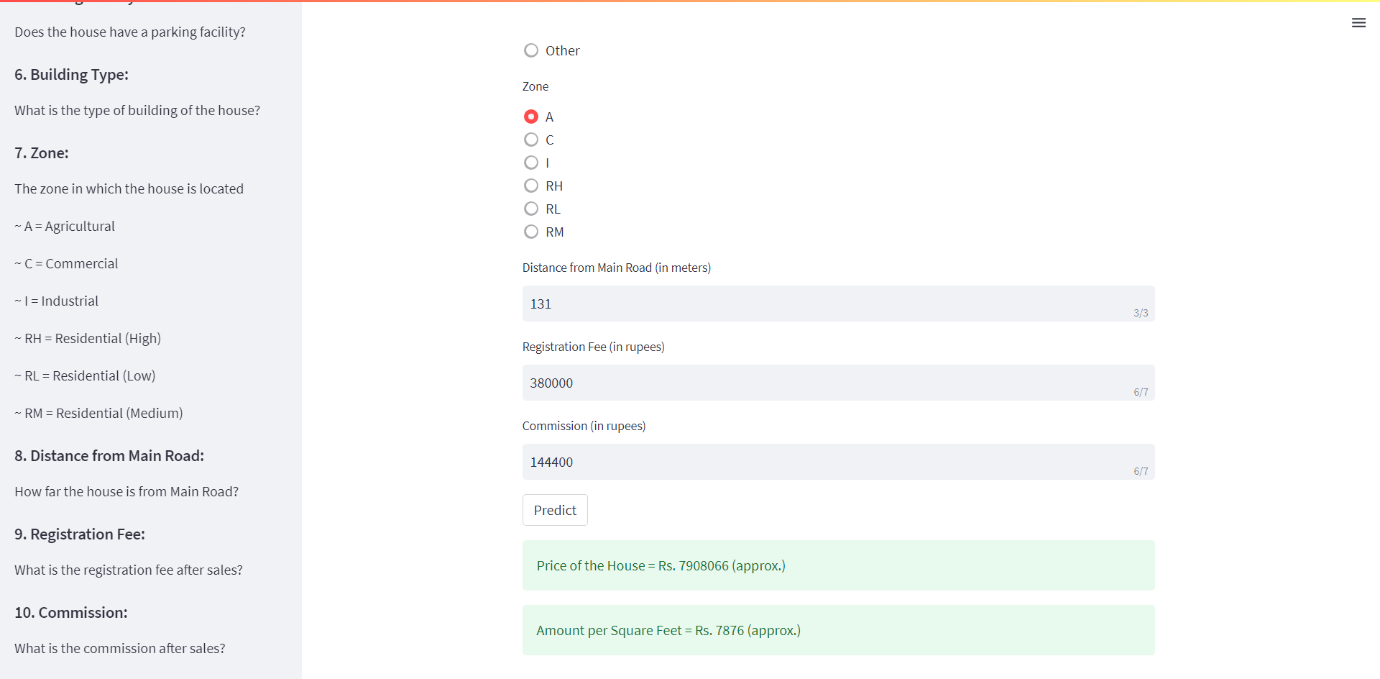 Does the house have a parking facility?
6. Building Type:
What is the type of building of the house?
7. Zone:
The zone in which the house is located
~ A = Agricultural
~ C = Commercial
~ I = Industrial
~ RH = Residential (High)
~ RL = Residential (Low)
~ RM = Residential (Medium)
8. Distance from Main Road:
How far the house is from Main Road?
9. Registration Fee:
What is the registration fee after sales?
10. Commission:
What is the commission after sales?
Other
Zone
A
C
I
RH
RL
RM
Distance from Main Road (in meters)
131
3/3
Registration Fee (in rupees)
380000
6/7
Commission (in rupees)
144400
6/7
Predict
Price of the House = Rs. 7908066 (approx.)
Amount per Square Feet = Rs. 7876 (approx.)